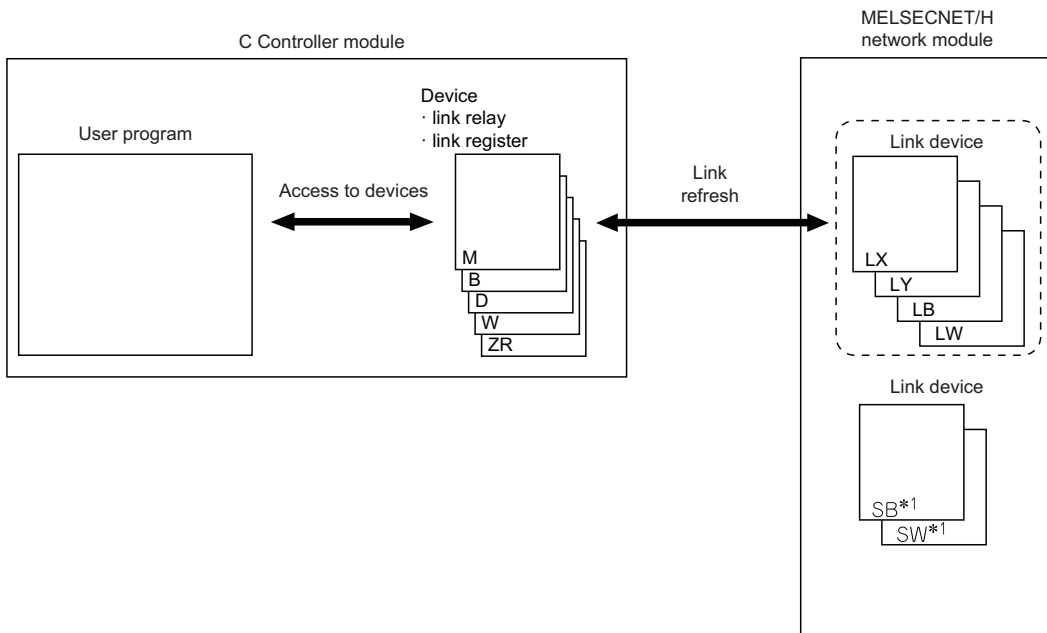 C Controller module
MELSECNET/H
network module
User program
Device
· link relay
· link register
Access to devices
M
B
D
W
ZR
Link
refresh
Link device
LX
LY
LB
LW
Link device
SB*1
SW*1